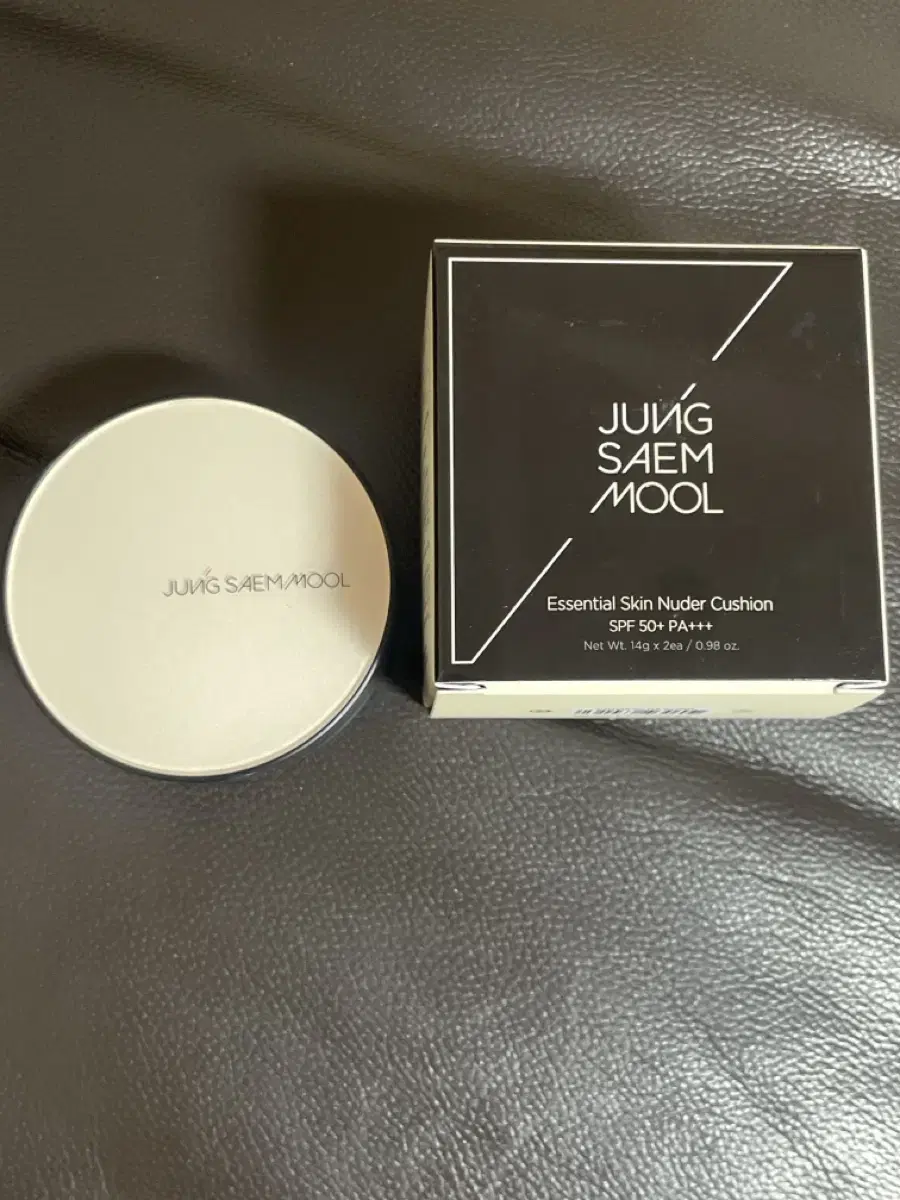 JUNG SAEM MOOL
JUNG
SAEM
MOOL
Essential Skin Nuder Cushion
SPF 50+ PA+++
Net Wt. 14g x 2ea / 0.98 oz.